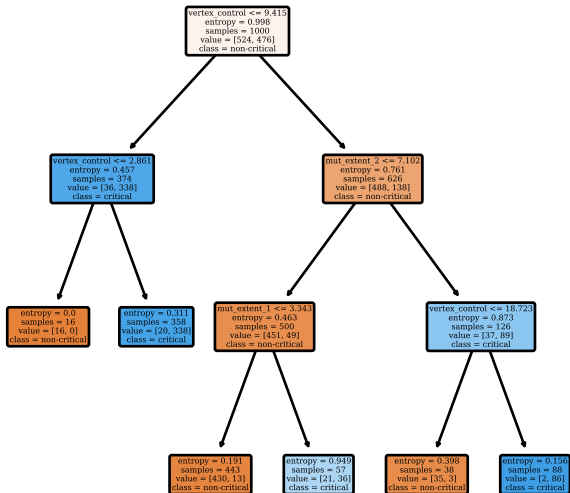 vertex_control <= 9.415
entropy = 0.998
samples = 1000
value = [524, 476]
class = non-critical
vertex_control <= 2.861
entropy = 0.457
samples = 374
value = [36, 338]
class = critical
mut_extent_2 <= 7.102
entropy = 0.761
samples = 626
value = [488, 138]
class = non-critical
entropy = 0.0
samples = 16
value = [16, 0]
class = non-critical
entropy = 0.311
samples = 358
value = [20, 338]
class = critical
mut_extent_1 <= 3.343
entropy = 0.463
samples = 500
value = [451, 49]
class = non-critical
vertex_control <= 18.723
entropy = 0.873
samples = 126
value = [37, 89]
class = critical
entropy = 0.191
samples = 443
value = [430, 13]
class = non-critical
entropy = 0.949
samples = 57
value = [21, 36]
class = critical
entropy = 0.398
samples = 38
value = [35, 3]
class = non-critical
entropy = 0.156
samples = 88
value = [2, 86]
class = critical